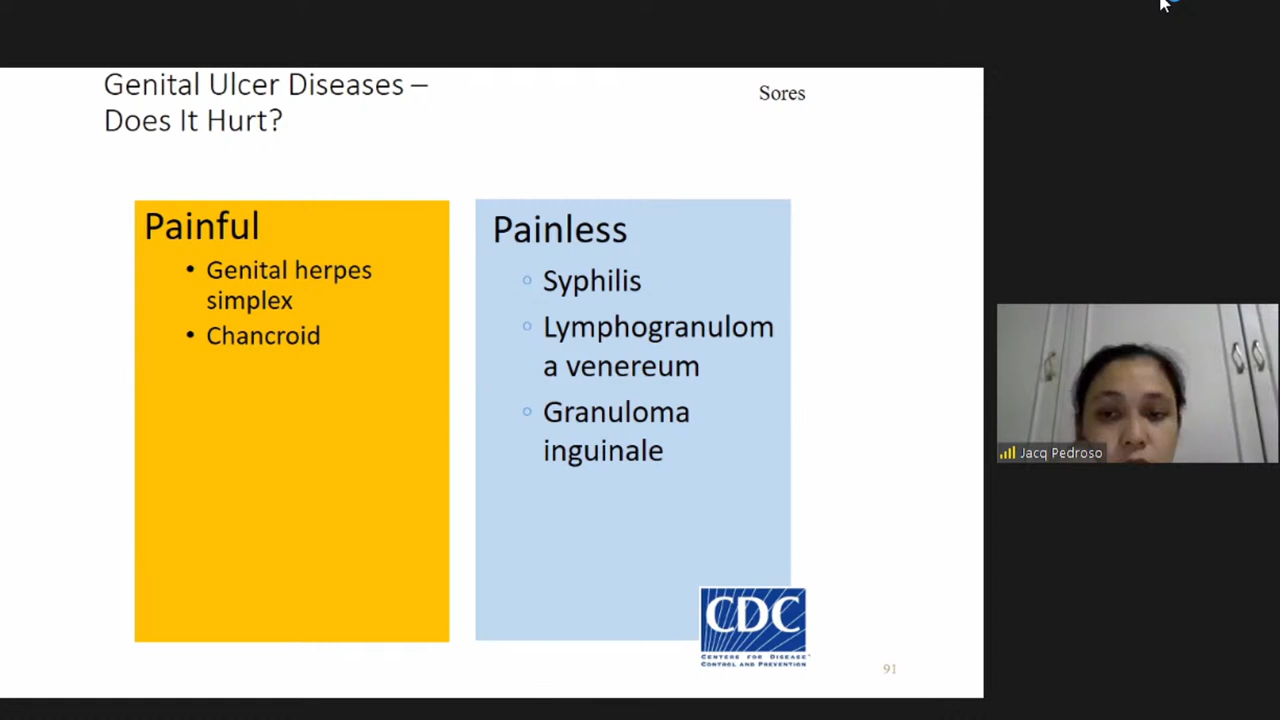 Genital Ulcer Diseases –
Does It Hurt?
Sores
Painful
• Genital herpes
simplex
• Chancroid
Painless
◦ Syphilis
◦ Lymphogranulom
a venereum
◦ Granuloma
inguinale
CDC
CENTERS FOR DISEASE
CONTROL AND PREVENTION
91
Jacq Pedroso